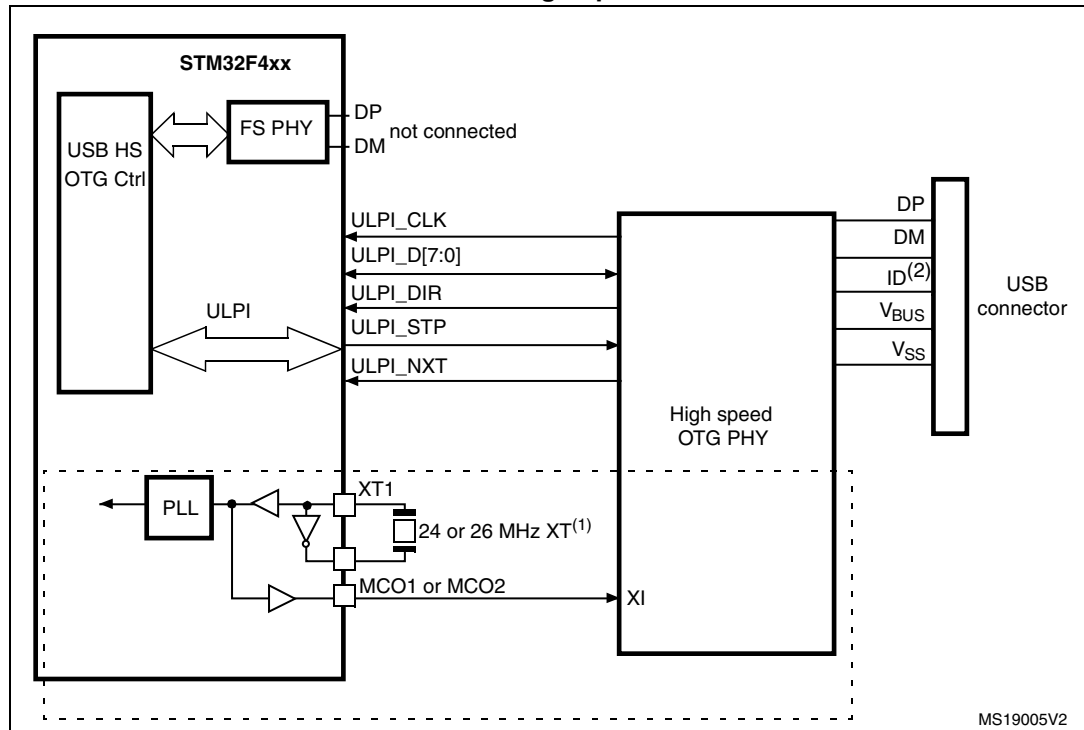 STM32F4xx
USB HS
OTG Ctrl
FS PHY
DP
DM
not connected
ULPI
ULPI_CLK
ULPI_D[7:0]
ULPI_DIR
ULPI_STP
ULPI_NXT
High speed
OTG PHY
DP
DM
ID(2)
VBUS
VSS
USB
connector
PLL
XT1
24 or 26 MHz XT(1)
MCO1 or MCO2
XI
MS19005V2